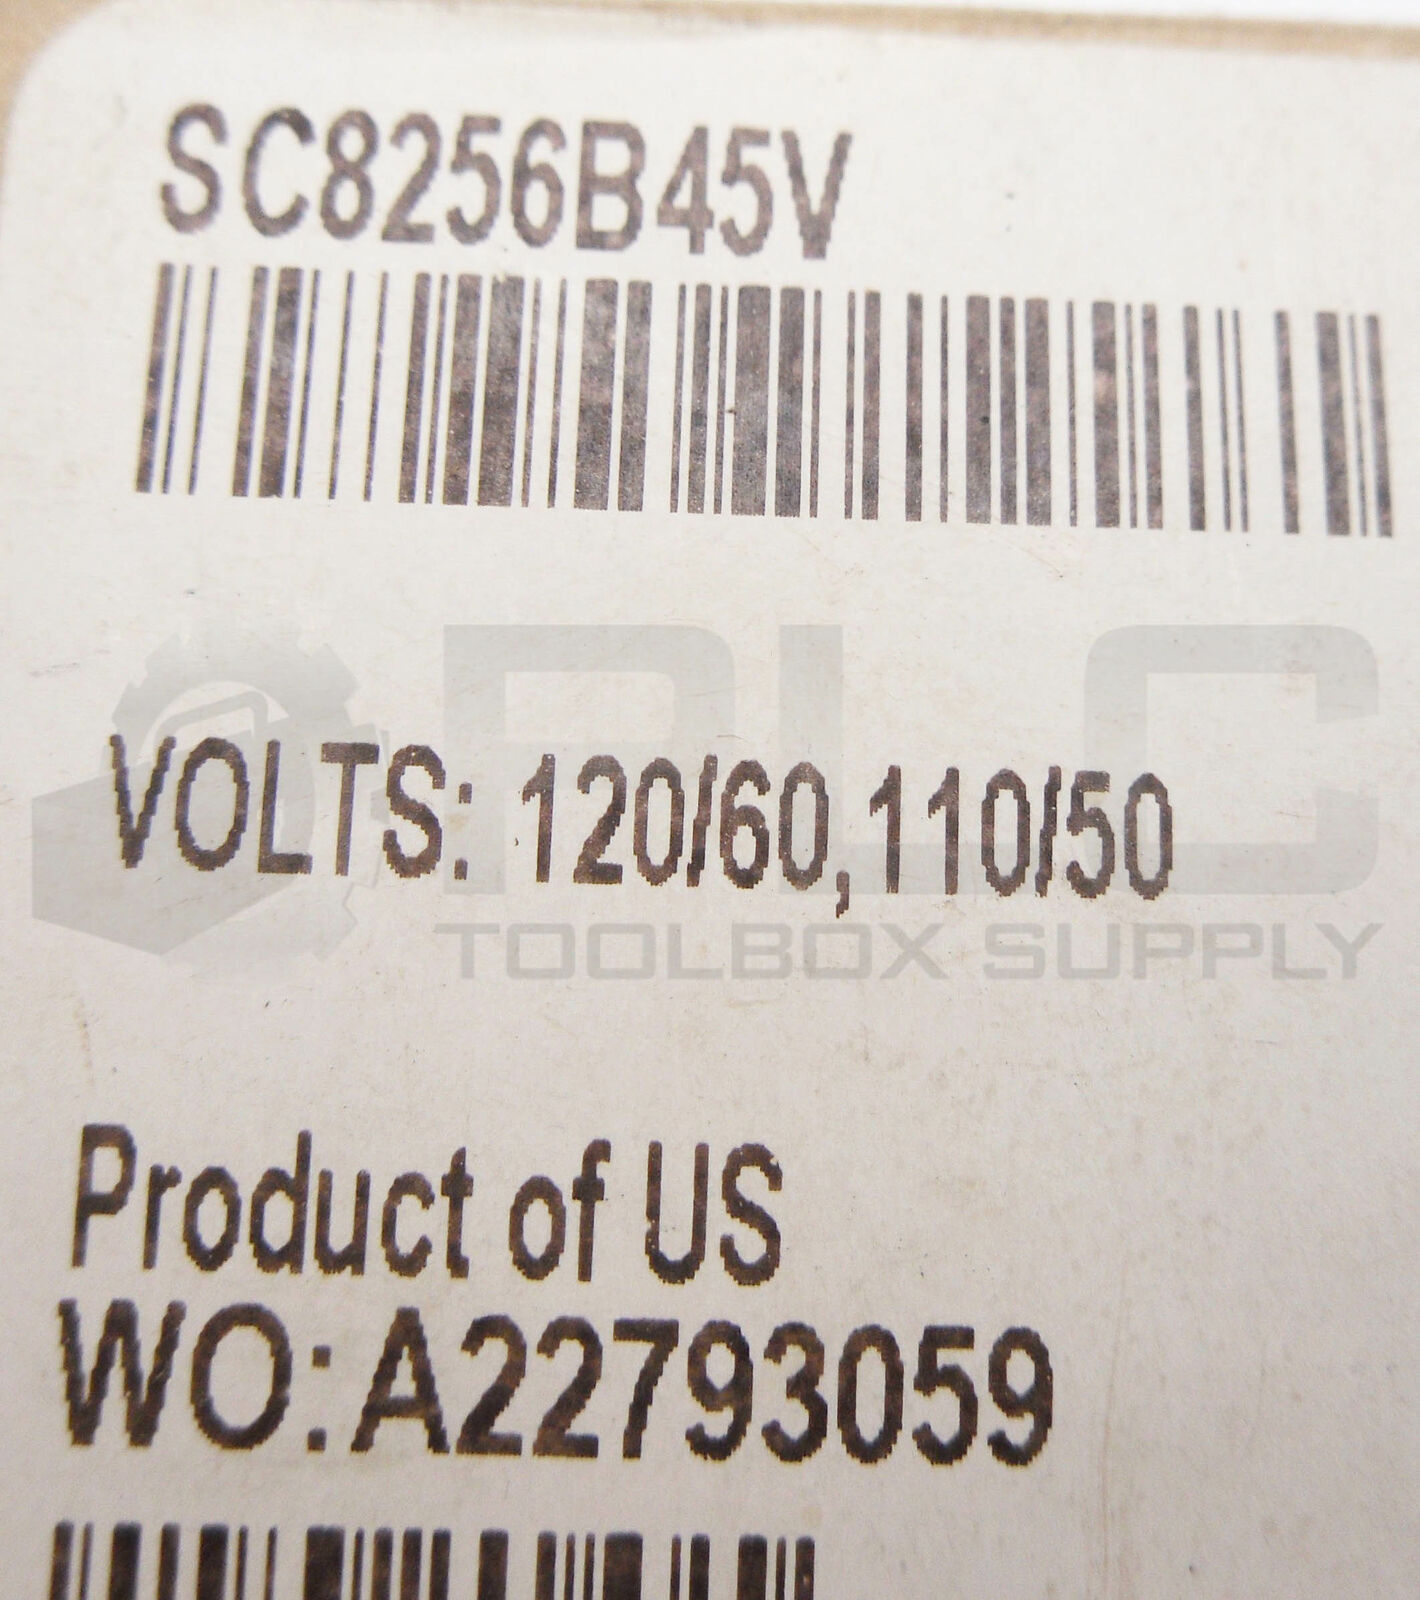 SC8256B45V
PLC
VOLTS: 120/60,110/50
TOOLBOX SUPPLY
Product of US
WO:A22793059